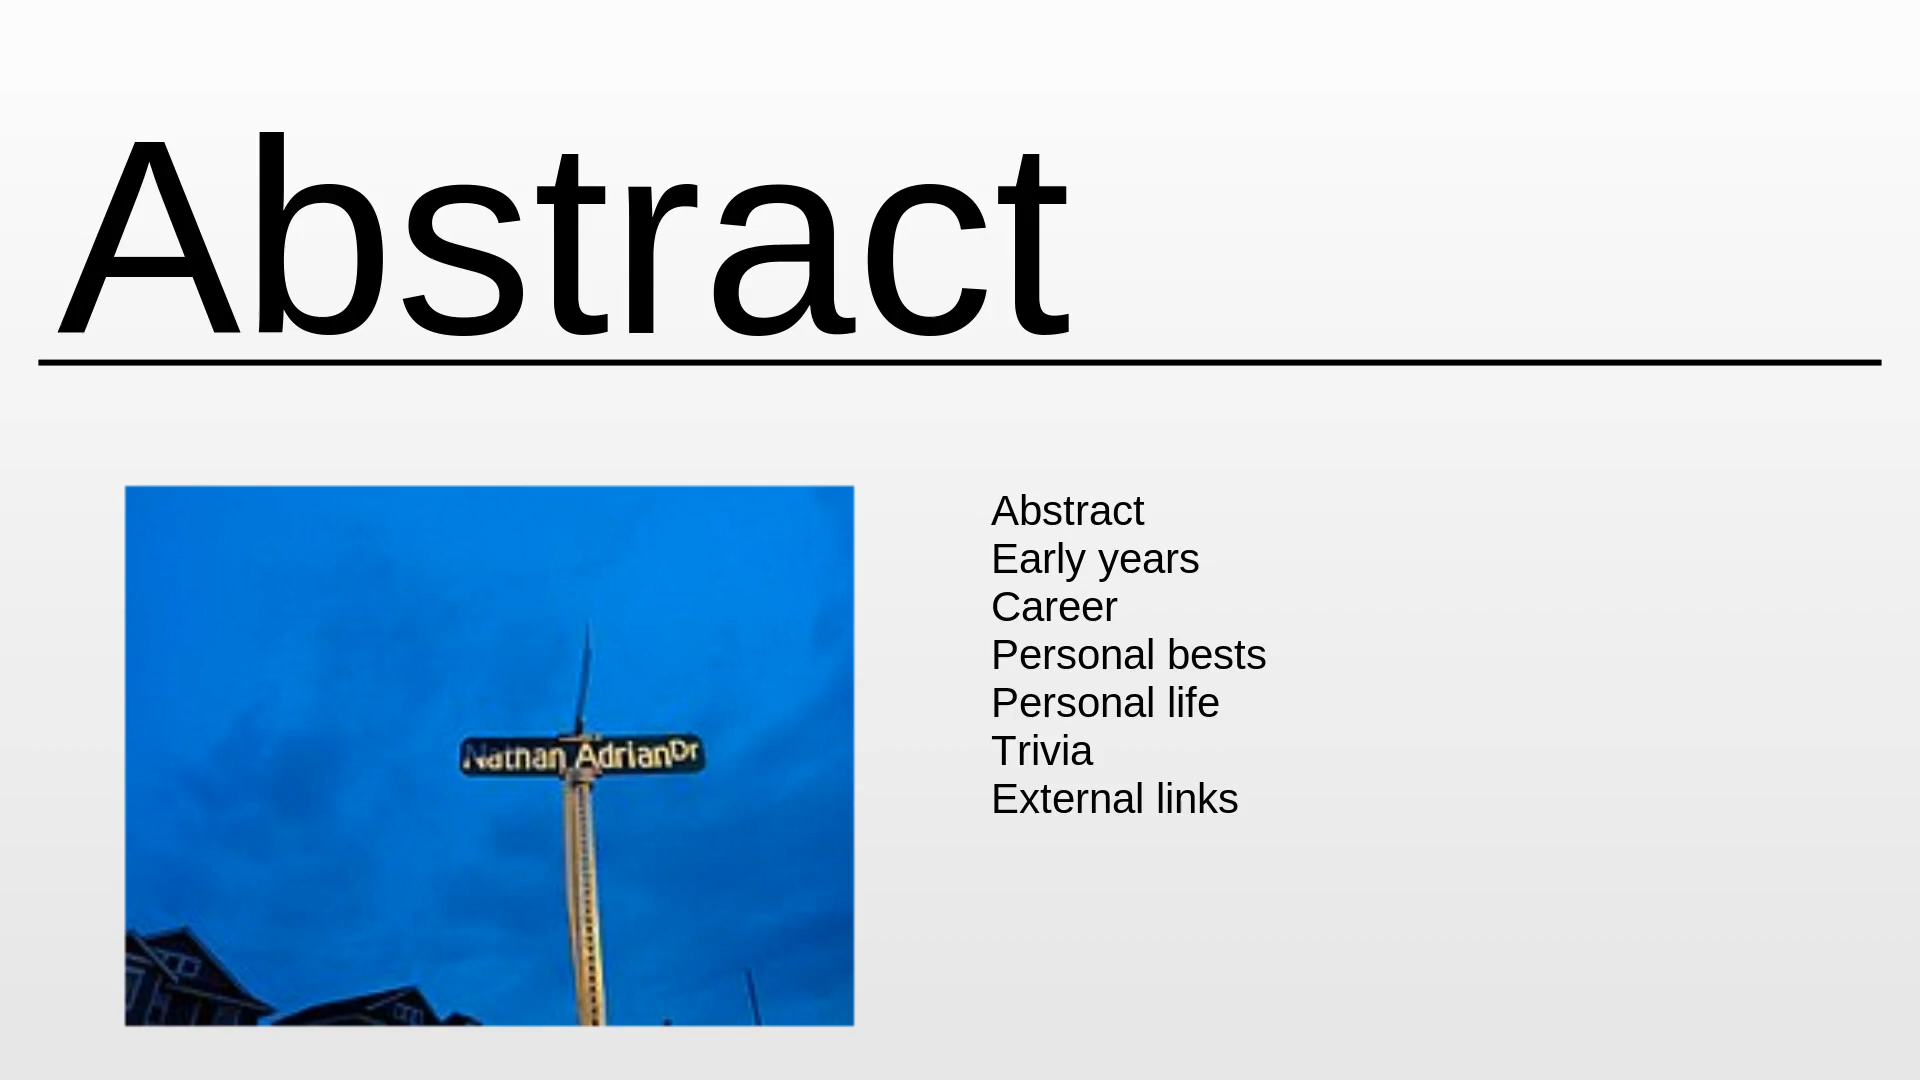 Abstract
Nathan Adrian Dr
Abstract
Early years
Career
Personal bests
Personal life
Trivia
External links